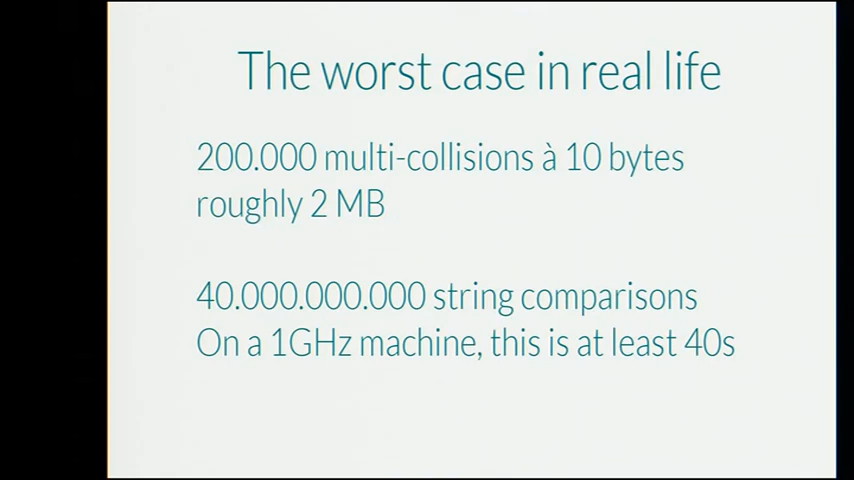 The worst case in real life
200.000 multi-collisions à 10 bytes
roughly 2 MB
40.000.000.000 string comparisons
On a 1GHz machine, this is at least 40s